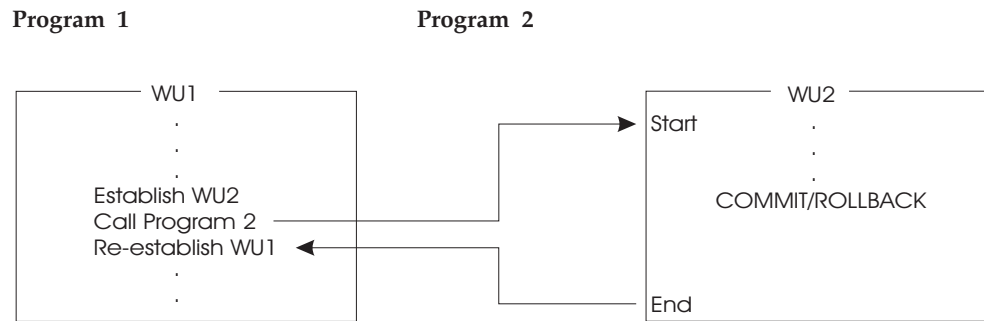 Program 1
Program 2
WU1
.
.
.
Establish WU2
Call Program 2
Re-establish WU1
.
.
WU2
Start
.
.
.
COMMIT/ROLLBACK
End